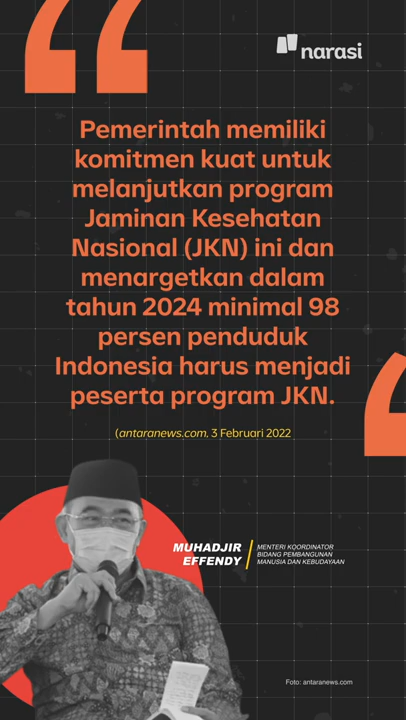 narasi
Pemerintah memiliki
komitmen kuat untuk
melanjutkan program
Jaminan Kesehatan
Nasional (JKN) ini dan
menargetkan dalam
tahun 2024 minimal 98
persen penduduk
Indonesia harus menjadi
peserta program JKN.
(antaranews.com, 3 Februari 2022
MUHADJIR
EFFENDY
MENTERI KOORDINATOR
BIDANG PEMBANGUNAN
MANUSIA DAN KEBUDAYAAN
Foto: antaranews.com